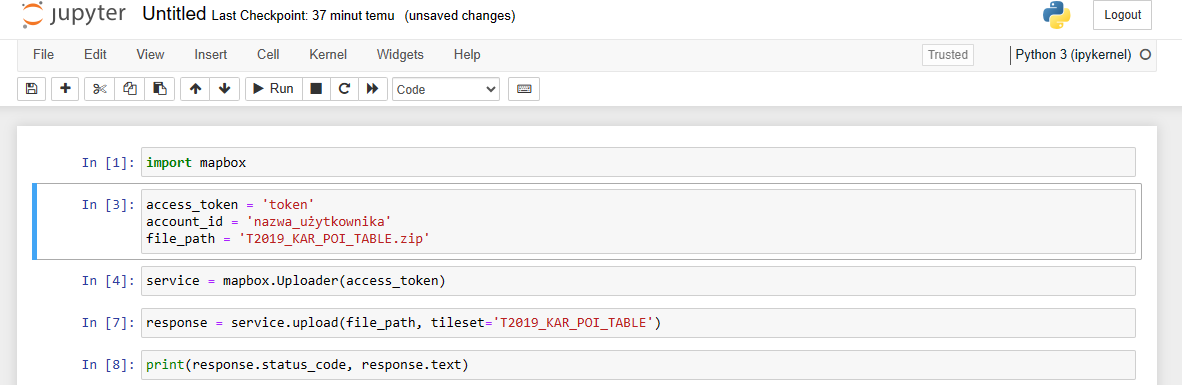 jupyter Untitled Last Checkpoint: 37 minut temu (unsaved changes) Logout
File Edit View Insert Cell Kernel Widgets Help Trusted Python 3 (ipykernel)
Run Code
In [1]: import mapbox
In [3]: access_token = 'token'
account_id = 'nazwa_użytkownika'
file_path = 'T2019_KAR_POI_TABLE.zip'
In [4]: service = mapbox.Uploader(access_token)
In [7]: response = service.upload(file_path, tileset='T2019_KAR_POI_TABLE')
In [8]: print(response.status_code, response.text)